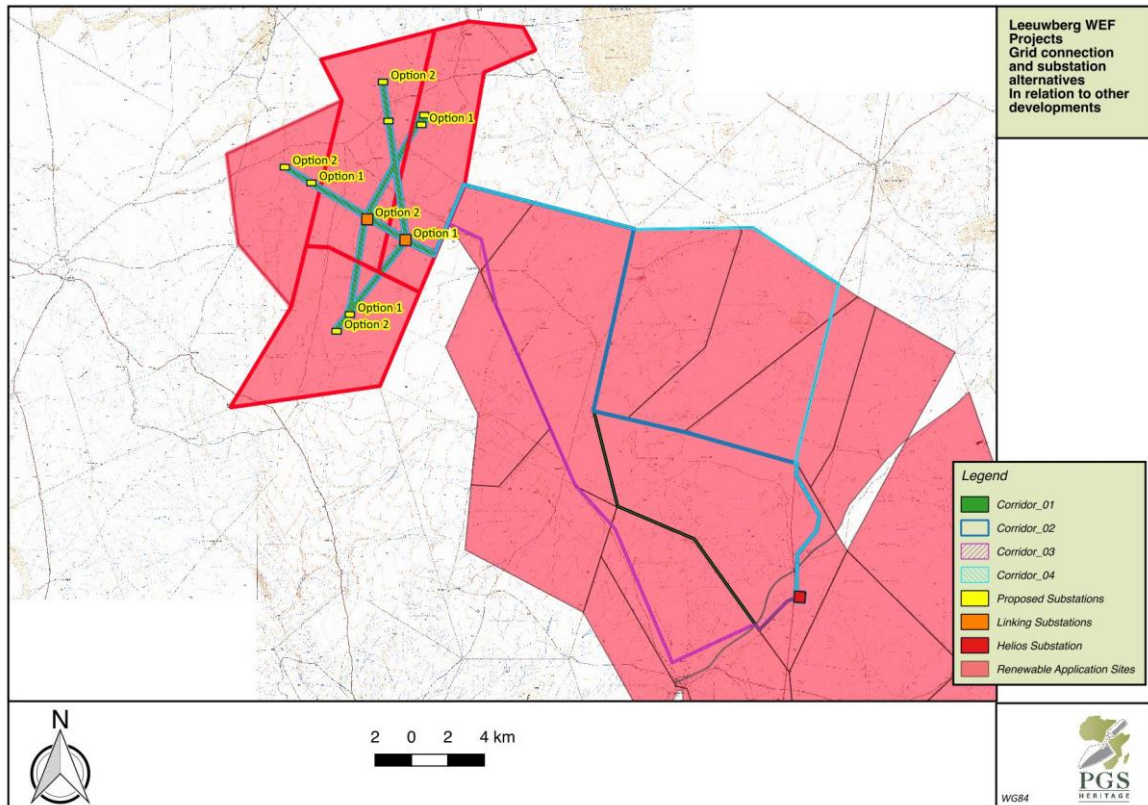 Leeuwberg WEF
Projects
Grid connection
and substation
alternatives
In relation to other
developments
Option 2
Option 1
Option 2
Option 1
Option 2
Option 1
Option 1
Option 2
Legend
Corridor_01
Corridor_02
Corridor_03
Corridor_04
Proposed Substations
Linking Substations
Helios Substation
Renewable Application Sites
N
2 0 2 4 km
WG84
PGS
HERITAGE